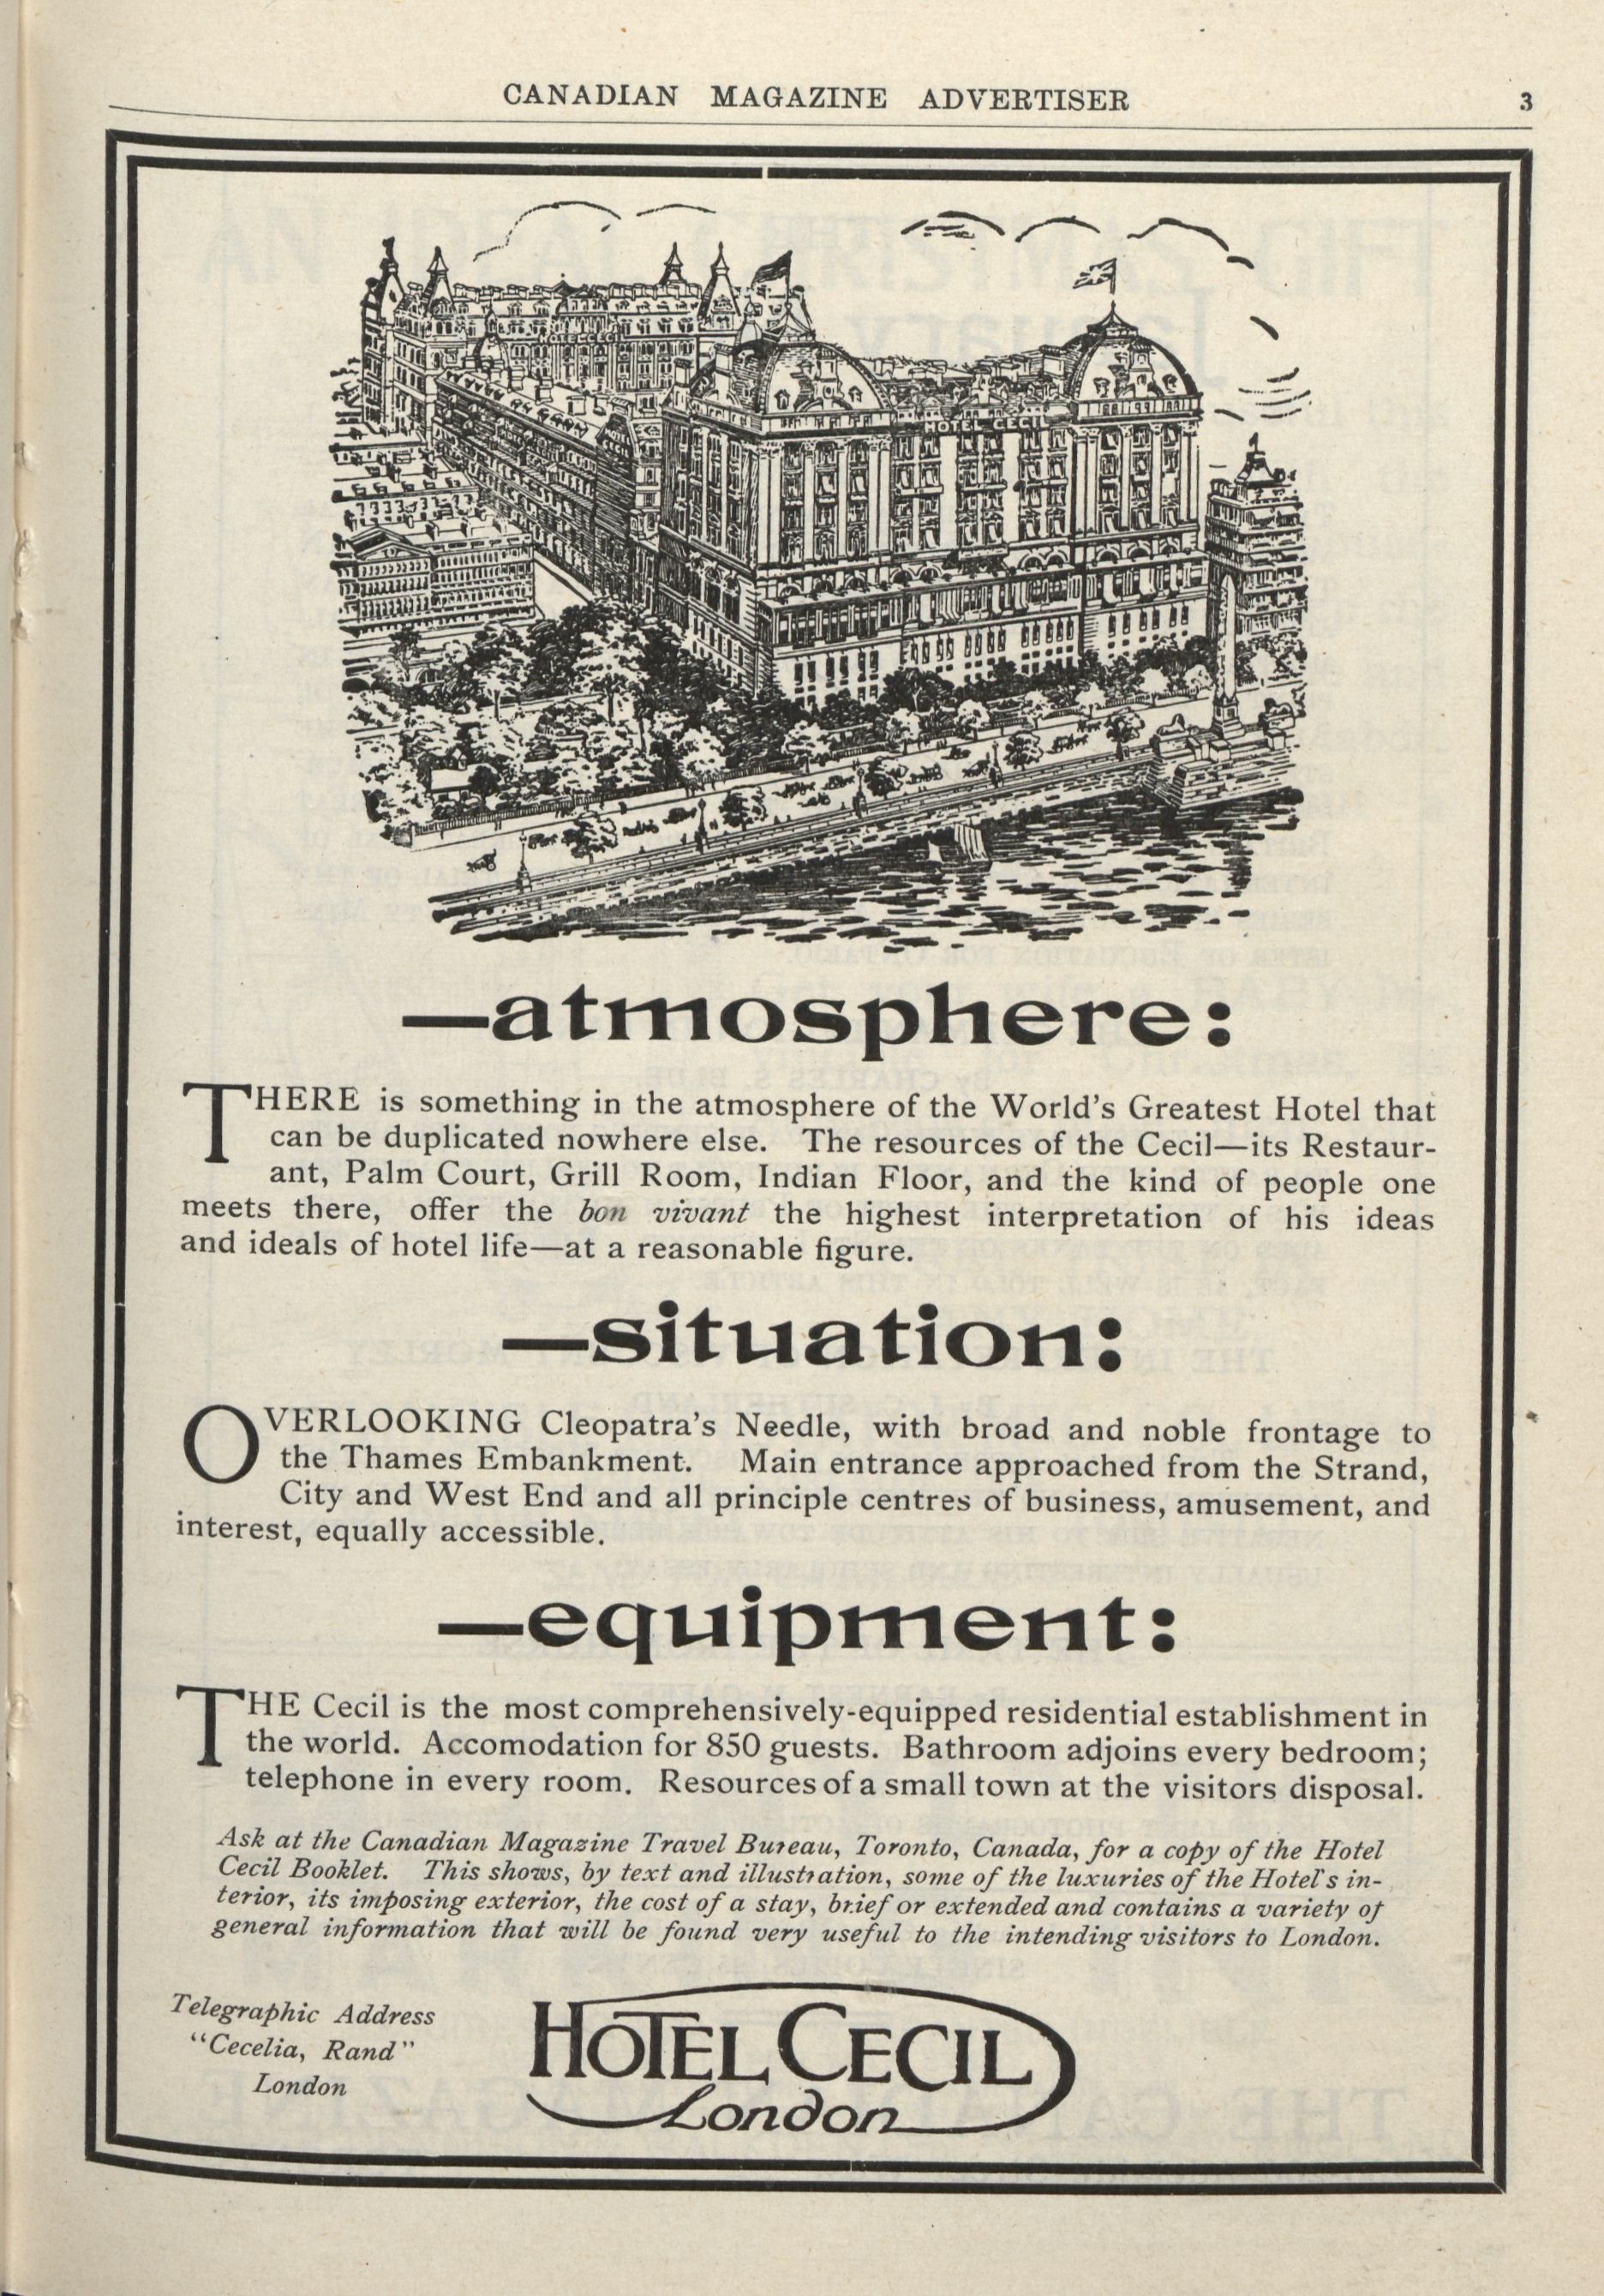 CANADIAN MAGAZINE ADVERTISER 3
HOTEL CECIL
HOTEL CECIL
—atmosphere:
THERE is something in the atmosphere of the World's Greatest Hotel that
can be duplicated nowhere else. The resources of the Cecil—its Restaur-
ant, Palm Court, Grill Room, Indian Floor, and the kind of people one
meets there, offer the bon vivant the highest interpretation of his ideas
and ideals of hotel life—at a reasonable figure.
—situation:
OVERLOOKING Cleopatra's Needle, with broad and noble frontage to
the Thames Embankment. Main entrance approached from the Strand,
City and West End and all principle centres of business, amusement, and
interest, equally accessible.
—equipment:
THE Cecil is the most comprehensively-equipped residential establishment in
the world. Accomodation for 850 guests. Bathroom adjoins every bedroom;
telephone in every room. Resources of a small town at the visitors disposal.
Ask at the Canadian Magazine Travel Bureau, Toronto, Canada, for a copy of the Hotel
Cecil Booklet. This shows, by text and illustration, some of the luxuries of the Hotel's in-
terior, its imposing exterior, the cost of a stay, brief or extended and contains a variety of
general information that will be found very useful to the intending visitors to London.
Telegraphic Address
"Cecelia, Rand"
London
HOTEL CECIL
London